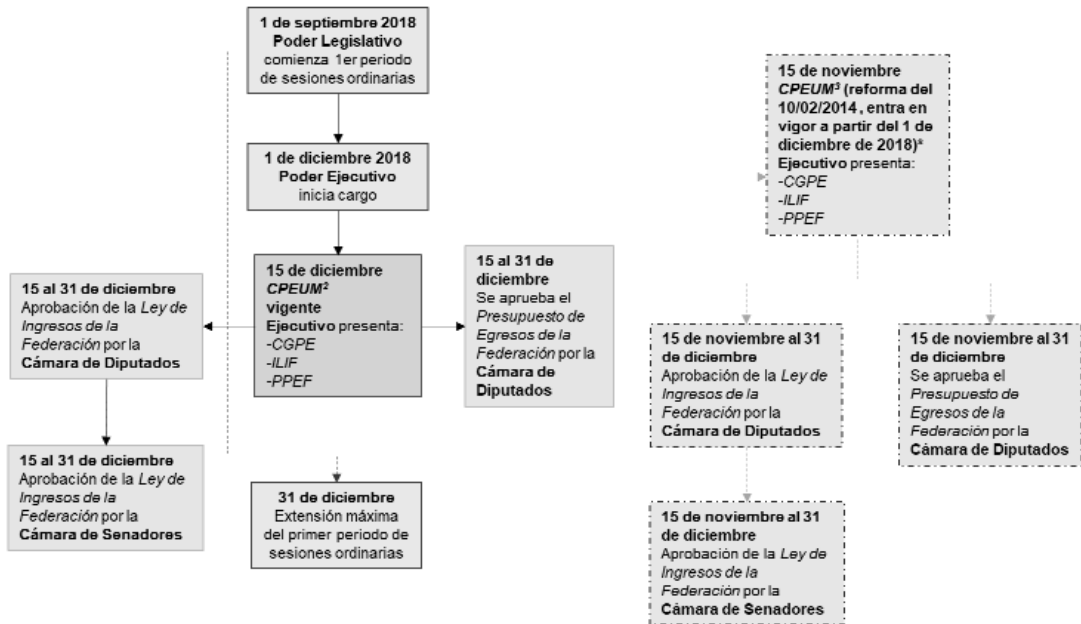 1 de septiembre 2018
Poder Legislativo
comienza 1er periodo
de sesiones ordinarias
1 de diciembre 2018
Poder Ejecutivo
inicia cargo
15 de diciembre
CPEUM²
vigente
Ejecutivo presenta:
-CGPE
-ILIF
-PPEF
15 al 31 de diciembre
Aprobación de la Ley de
Ingresos de la
Federación por la
Cámara de Diputados
15 al 31 de diciembre
Aprobación de la Ley de
Ingresos de la
Federación por la
Cámara de Senadores
15 al 31 de
diciembre
Se aprueba el
Presupuesto de
Egresos de la
Federación por la
Cámara de
Diputados
31 de diciembre
Extensión máxima
del primer periodo de
sesiones ordinarias
15 de noviembre
CPEUM³ (reforma del
10/02/2014, entra en
vigor a partir del 1 de
diciembre de 2018)*
Ejecutivo presenta:
-CGPE
-ILIF
-PPEF
15 de noviembre al 31
de diciembre
Aprobación de la Ley de
Ingresos de la
Federación por la
Cámara de Diputados
15 de noviembre al 31
de diciembre
Se aprueba el
Presupuesto de
Egresos de la
Federación por la
Cámara de Diputados
15 de noviembre al 31
de diciembre
Aprobación de la Ley de
Ingresos de la
Federación por la
Cámara de Senadores